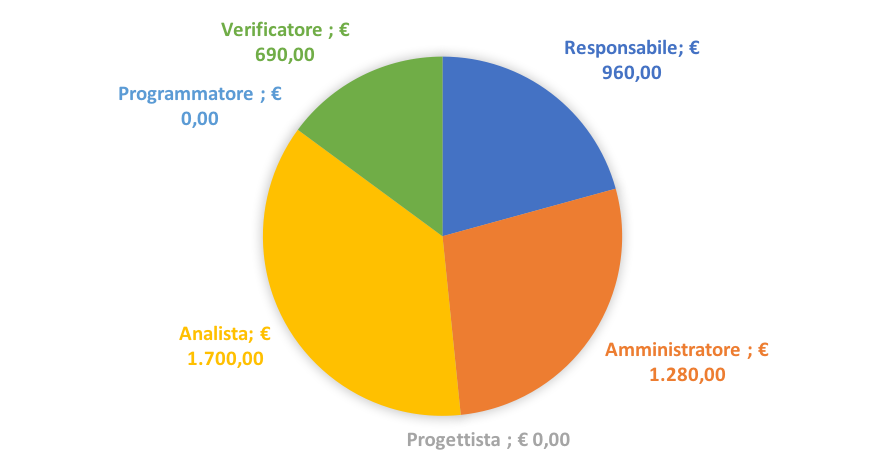 Verificatore ; €
690,00
Responsabile; €
960,00
Programmatore ; €
0,00
Analista; €
1.700,00
Amministratore ; €
1.280,00
Progettista ; € 0,00